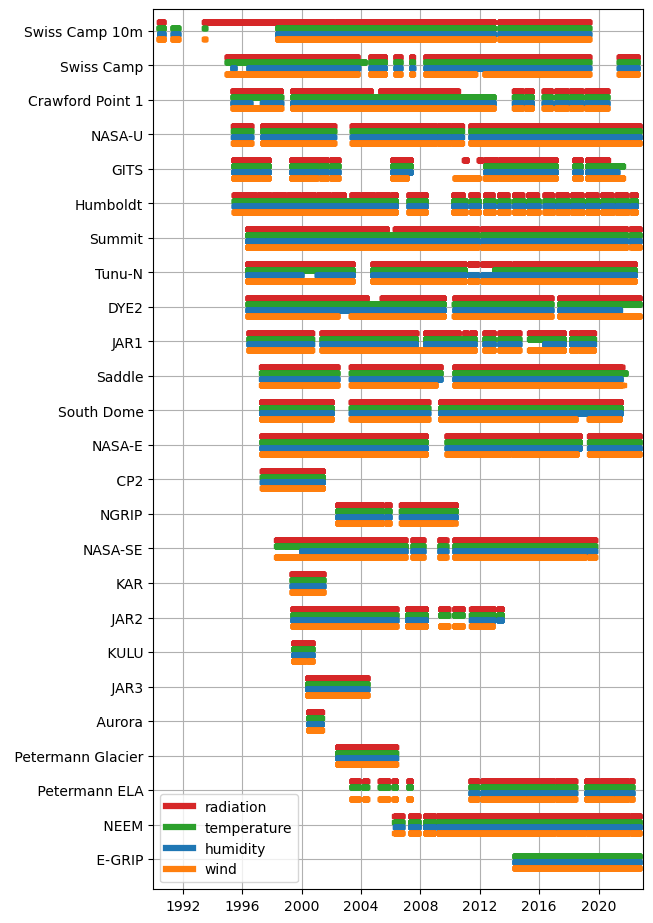 Swiss Camp 10m
Swiss Camp
Crawford Point 1
NASA-U
GITS
Humboldt
Summit
Tunu-N
DYE2
JAR1
Saddle
South Dome
NASA-E
CP2
NGRIP
NASA-SE
KAR
JAR2
KULU
JAR3
Aurora
Petermann Glacier
Petermann ELA
NEEM
E-GRIP
radiation
temperature
humidity
wind
1992 1996 2000 2004 2008 2012 2016 2020